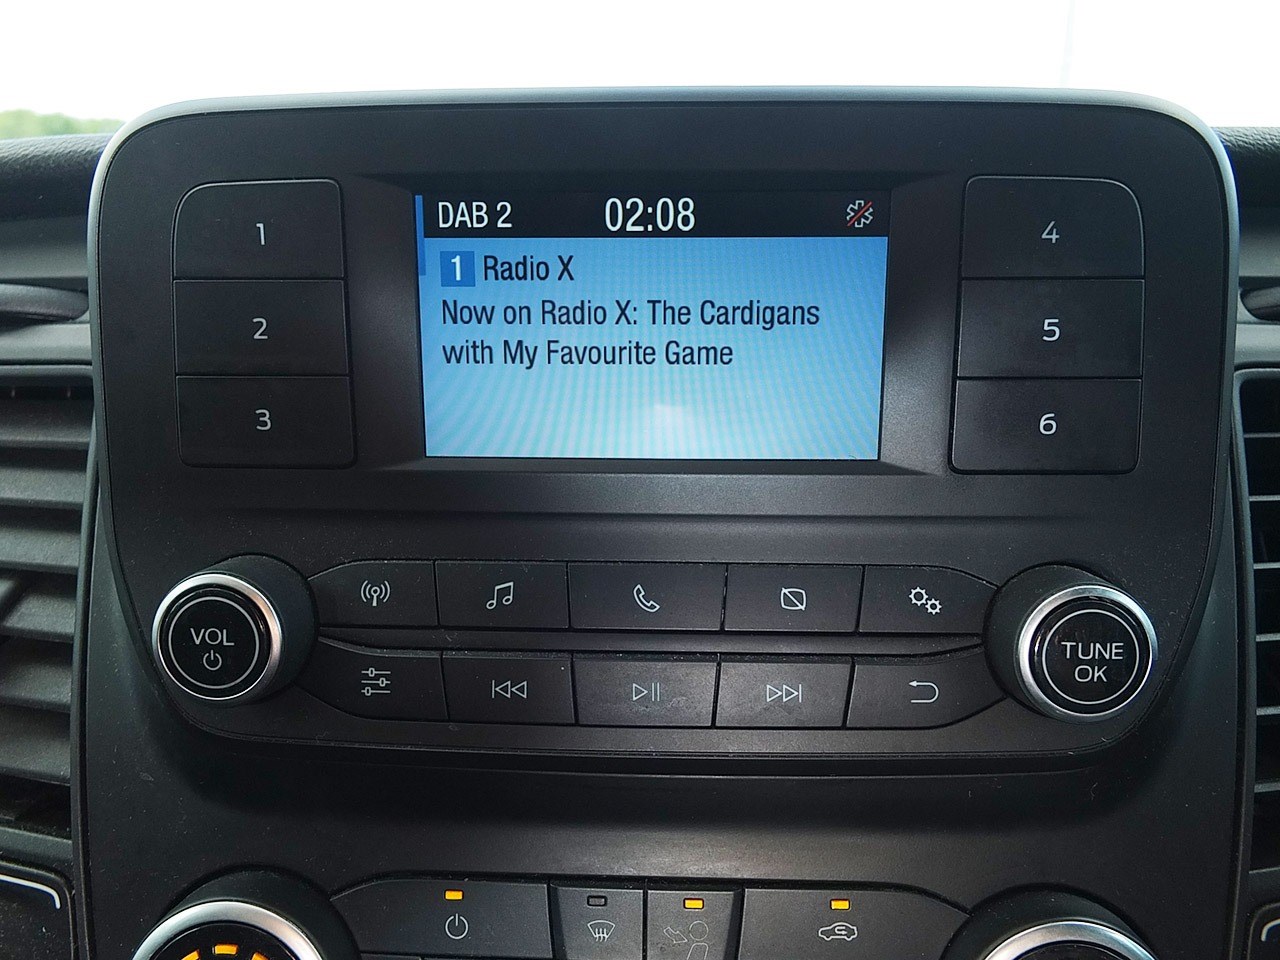 DAB 2 02:08
1 Radio X
Now on Radio X: The Cardigans
with My Favourite Game
1
2
3
4
5
6
VOL
TUNE
OK